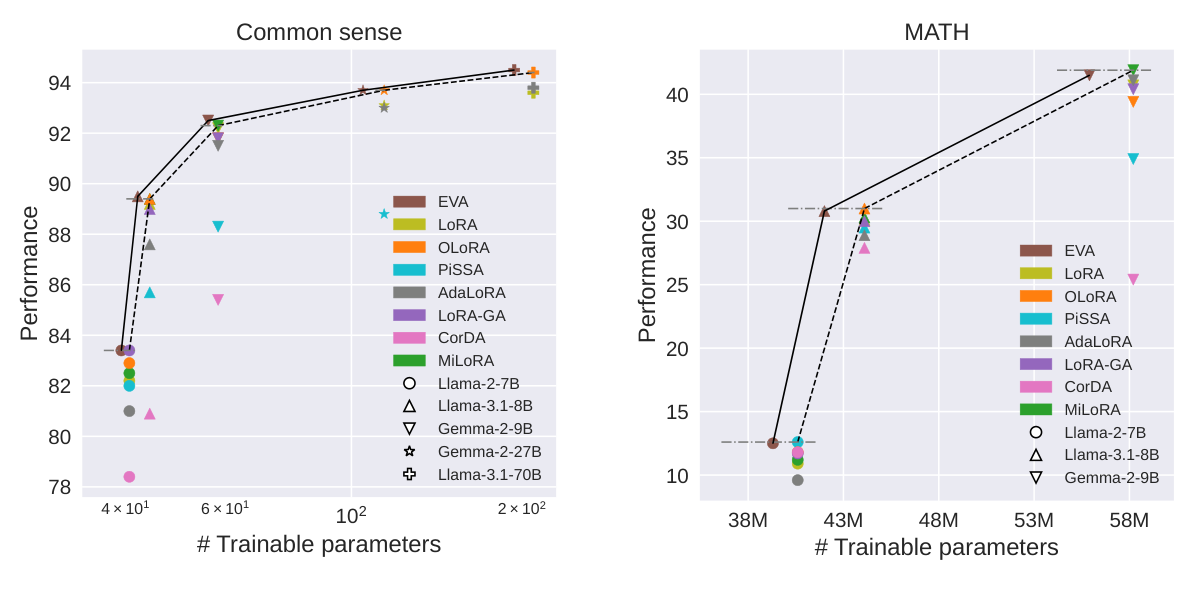 Common sense
Performance
94
92
90
88
86
84
82
80
78
4 × 10¹
6 × 10¹
10²
2 × 10²
# Trainable parameters
EVA
LoRA
OLoRA
PiSSA
AdaLoRA
LoRA-GA
CorDA
MiLoRA
Llama-2-7B
Llama-3.1-8B
Gemma-2-9B
Gemma-2-27B
Llama-3.1-70B
MATH
Performance
40
35
30
25
20
15
10
38M
43M
48M
53M
58M
# Trainable parameters
EVA
LoRA
OLoRA
PiSSA
AdaLoRA
LoRA-GA
CorDA
MiLoRA
Llama-2-7B
Llama-3.1-8B
Gemma-2-9B